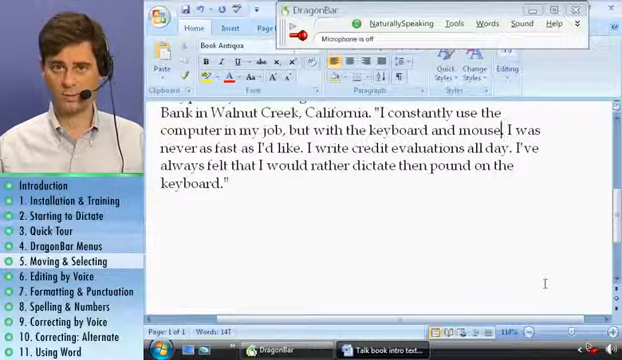 DragonBar
NaturallySpeaking Tools Words Sound Help
Microphone is off
Home
Book Antiqua
Paste
Quick Styles
Change Styles
Editing
Bank in Walnut Creek, California. "I constantly use the
computer in my job, but with the keyboard and mouse, I was
never as fast as I'd like. I write credit evaluations all day. I've
always felt that I would rather dictate then pound on the
keyboard."
Introduction
1. Installation & Training
2. Starting to Dictate
3. Quick Tour
4. DragonBar Menus
5. Moving & Selecting
6. Editing by Voice
7. Formatting & Punctuation
8. Spelling & Numbers
9. Correcting by Voice
10. Correcting: Alternate
11. Using Word
Page: 1 of 1 Words: 147
DragonBar
Talk book intro text...